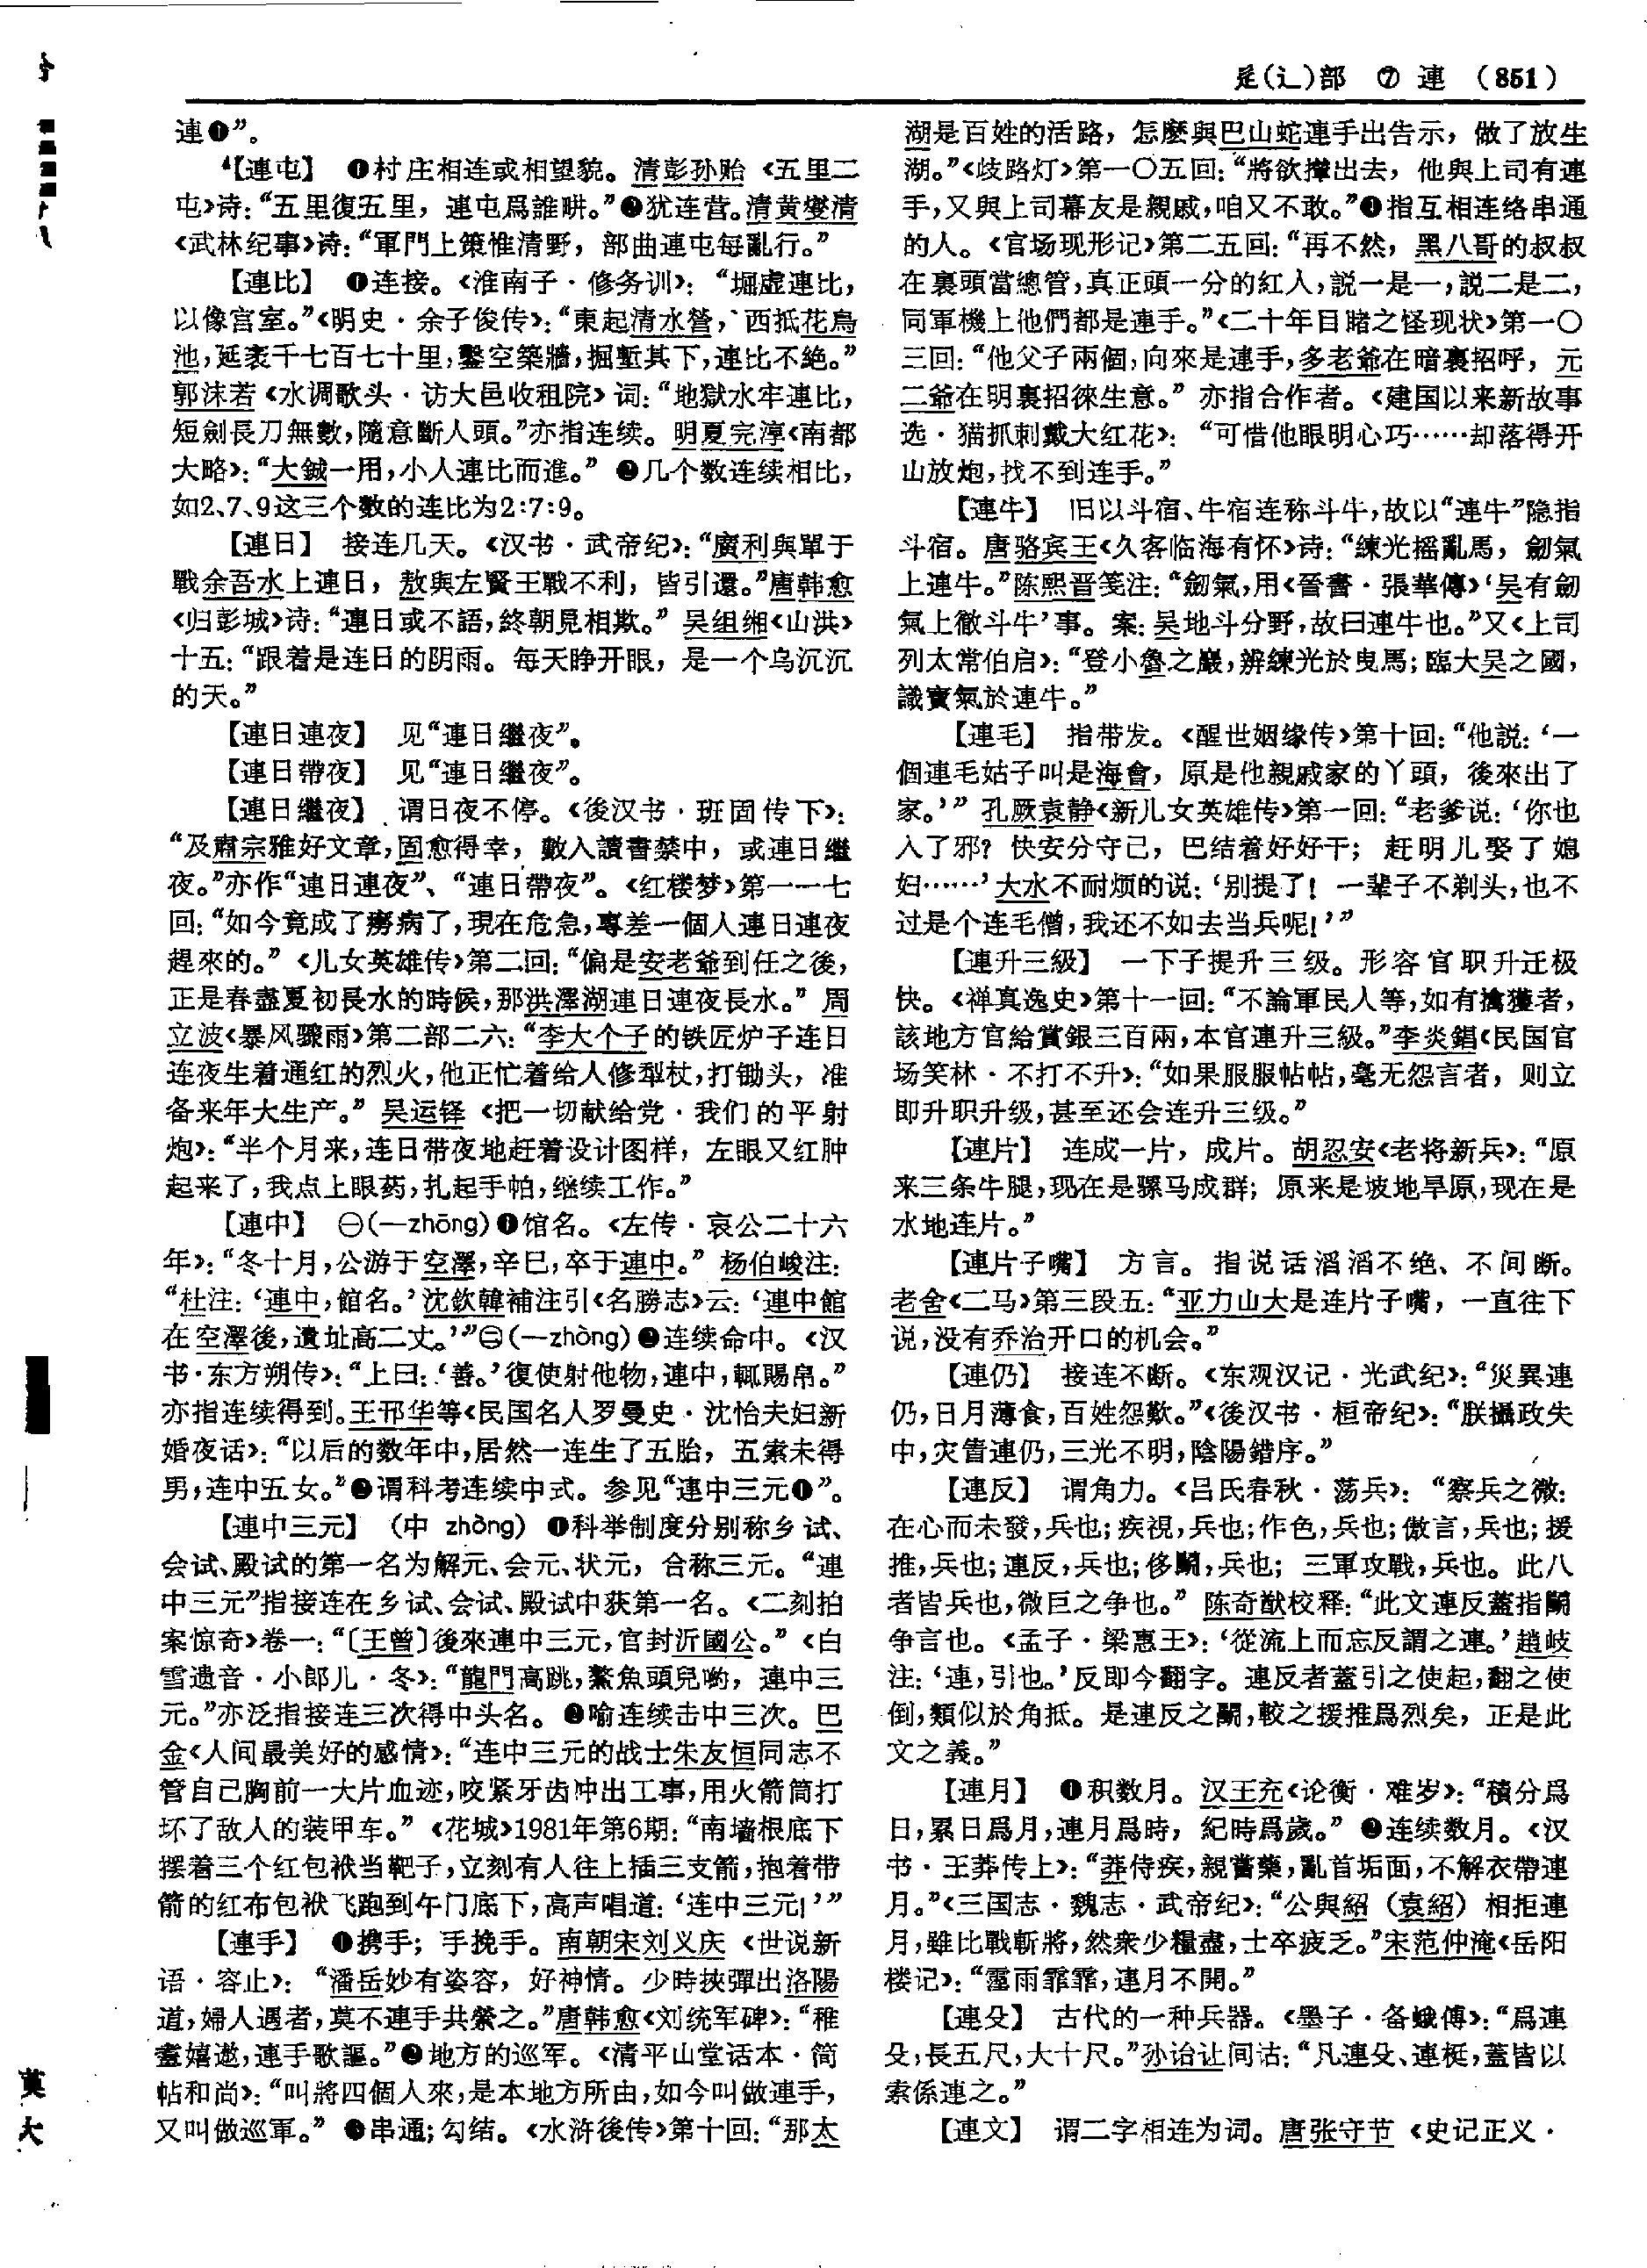 辵(辶)部 ⑦ 連 (851)
連❶”。
【連屯】 ❶村庄相连或相望貌。清彭孙贻《五里二
屯》诗：“五里復五里，連屯爲誰畊。”❷犹连营。清黄燮清
《武林纪事》诗：“軍門上策惟清野，部曲連屯每亂行。”
【連比】 ❶连接。《淮南子·修务训》：“堀虚連比，
以像宫室。”《明史·余子俊传》：“東起清水營，西抵花馬
池，延袤千七百七十里，鑿空築牆，掘塹其下，連比不絶。”
郭沫若《水调歌头·访大邑收租院》词：“地獄水牢連比，
短劍長刀無數，隨意斷人頭。”亦指连续。明夏完淳《南都
大略》：“大鋮一用，小人連比而進。” ❷几个数连续相比，
如2、7、9这三个数的连比为2:7:9。
【連日】 接连几天。《汉书·武帝纪》：“廣利與單于
戰余吾水上連日，敖與左賢王戰不利，皆引還。”唐韩愈
《归彭城》诗：“連日或不語，終朝見相欺。” 吴组缃《山洪》
十五：“跟着是连日的阴雨。每天睁开眼，是一个乌沉沉
的天。”
【連日連夜】 见“連日繼夜”。
【連日帶夜】 见“連日繼夜”。
【連日繼夜】 谓日夜不停。《後汉书·班固传下》：
“及肅宗雅好文章，固愈得幸，數入讀書禁中，或連日繼
夜。”亦作“連日連夜”、“連日帶夜”。《红楼梦》第一一七
回：“如今竟成了癆病了，現在危急，專差一個人連日連夜
趕來的。”《儿女英雄传》第二回：“偏是安老爺到任之後，
正是春盡夏初長水的時候，那洪澤湖連日連夜長水。” 周
立波《暴风骤雨》第二部二六：“李大个子的铁匠炉子连日
连夜生着通红的烈火，他正忙着给人修犁杖，打锄头，准
备来年大生产。” 吴运铎《把一切献给党·我们的平射
炮》：“半个月来，连日带夜地赶着设计图样，左眼又红肿
起来了，我点上眼药，扎起手帕，继续工作。”
【連中】 ㊀(—zhōng)❶馆名。《左传·哀公二十六
年》：“冬十月，公游于空澤，辛巳，卒于連中。” 杨伯峻注：
“杜注：‘連中，館名。’沈欽韓補注引《名勝志》云：‘連中館
在空澤後，遺址高二丈。’”㊁(—zhòng)❷连续命中。《汉
书·东方朔传》：“上曰：‘善。’復使射他物，連中，輒賜帛。”
亦指连续得到。王邗华等《民国名人罗曼史·沈怡夫妇新
婚夜话》：“以后的数年中，居然一连生了五胎，五索未得
男，连中五女。”❷谓科考连续中式。参见“連中三元❶”。
【連中三元】 (中 zhòng) ❶科举制度分别称乡试、
会试、殿试的第一名为解元、会元、状元，合称三元。“連
中三元”指接连在乡试、会试、殿试中获第一名。《二刻拍
案惊奇》卷一：“〔王曾〕後來連中三元，官封沂國公。”《白
雪遗音·小郎儿·冬》：“龍門高跳，鰲魚頭兒喲，連中三
元。”亦泛指接连三次得中头名。 ❷喻连续击中三次。巴
金《人间最美好的感情》：“连中三元的战士朱友恒同志不
管自己胸前一大片血迹，咬紧牙齿冲出工事，用火箭筒打
坏了敌人的装甲车。”《花城》1981年第6期：“南墙根底下
摆着三个红包袱当靶子，立刻有人往上插三支箭，抱着带
箭的红布包袱飞跑到午门底下，高声唱道：‘连中三元！’”
【連手】 ❶携手；手挽手。南朝宋刘义庆《世说新
语·容止》：“潘岳妙有姿容，好神情。少時挾彈出洛陽
道，婦人遇者，莫不連手共縈之。”唐韩愈《刘统军碑》：“稚
耋嬉遨，連手歌謳。”❷地方的巡军。《清平山堂话本·简
帖和尚》：“叫將四個人來，是本地方所由，如今叫做連手，
又叫做巡軍。” ❸串通；勾结。《水浒後传》第十回：“那太
湖是百姓的活路，怎麽與巴山蛇連手出告示，做了放生
湖。”《歧路灯》第一〇五回：“將欲攆出去，他與上司有連
手，又與上司幕友是親戚，咱又不敢。”❹指互相连络串通
的人。《官场现形记》第二五回：“再不然，黑八哥的叔叔
在裏頭當總管，真正頭一分的紅人，説一是一，説二是二，
同軍機上他們都是連手。”《二十年目睹之怪现状》第一〇
三回：“他父子兩個，向來是連手，多老爺在暗裏招呼，元
二爺在明裏招徠生意。” 亦指合作者。《建国以来新故事
选·猫抓刺戴大红花》：“可惜他眼明心巧……却落得开
山放炮，找不到连手。”
【連牛】 旧以斗宿、牛宿连称斗牛，故以“連牛”隐指
斗宿。唐骆宾王《久客临海有怀》诗：“練光摇亂馬，劒氣
上連牛。”陈熙晋笺注：“劒氣，用《晉書·張華傳》‘吴有劒
氣上徹斗牛’事。案：吴地斗分野，故曰連牛也。”又《上司
列太常伯启》：“登小魯之巖，辨練光於曳馬；臨大吴之國，
識寳氣於連牛。”
【連毛】 指带发。《醒世姻缘传》第十回：“他説：‘一
個連毛姑子叫是海會，原是他親戚家的丫頭，後來出了
家。’” 孔厥袁静《新儿女英雄传》第一回：“老爹说：‘你也
入了邪？快安分守己，巴结着好好干；赶明儿娶了媳
妇……’大水不耐烦的说：‘别提了！一辈子不剃头，也不
过是个连毛僧，我还不如去当兵呢！’”
【連升三級】 一下子提升三级。形容官职升迁极
快。《禅真逸史》第十一回：“不論軍民人等，如有擒獲者，
該地方官給賞銀三百兩，本官連升三級。”李炎錩《民国官
场笑林·不打不升》：“如果服服帖帖，毫无怨言者，则立
即升职升级，甚至还会连升三级。”
【連片】 连成一片，成片。胡忍安《老将新兵》：“原
来三条牛腿，现在是骡马成群；原来是坡地旱原，现在是
水地连片。”
【連片子嘴】 方言。指说话滔滔不绝、不间断。
老舍《二马》第三段五：“亚力山大是连片子嘴，一直往下
说，没有乔治开口的机会。”
【連仍】 接连不断。《东观汉记·光武纪》：“災異連
仍，日月薄食，百姓怨歎。”《後汉书·桓帝纪》：“朕攝政失
中，灾眚連仍，三光不明，陰陽錯序。”
【連反】 谓角力。《吕氏春秋·荡兵》：“察兵之微：
在心而未發，兵也；疾視，兵也；作色，兵也；傲言，兵也；援
推，兵也；連反，兵也；侈鬭，兵也；三軍攻戰，兵也。此八
者皆兵也，微巨之争也。” 陈奇猷校释：“此文連反蓋指鬭
争言也。《孟子·梁惠王》：‘從流上而忘反謂之連。’趙岐
注：‘連，引也。’反即今翻字。連反者蓋引之使起，翻之使
倒，類似於角抵。是連反之鬭，較之援推爲烈矣，正是此
文之義。”
【連月】 ❶积数月。汉王充《论衡·难岁》：“積分爲
日，累日爲月，連月爲時，紀時爲歲。” ❷连续数月。《汉
书·王莽传上》：“莽侍疾，親嘗藥，亂首垢面，不解衣帶連
月。”《三国志·魏志·武帝纪》：“公與紹（袁紹）相拒連
月，雖比戰斬將，然衆少糧盡，士卒疲乏。”宋范仲淹《岳阳
楼记》：“霪雨霏霏，連月不開。”
【連殳】 古代的一种兵器。《墨子·备蛾傅》：“爲連
殳，長五尺，大十尺。”孙诒让间诂：“凡連殳、連梃，蓋皆以
索係連之。”
【連文】 谓二字相连为词。唐张守节《史记正义·